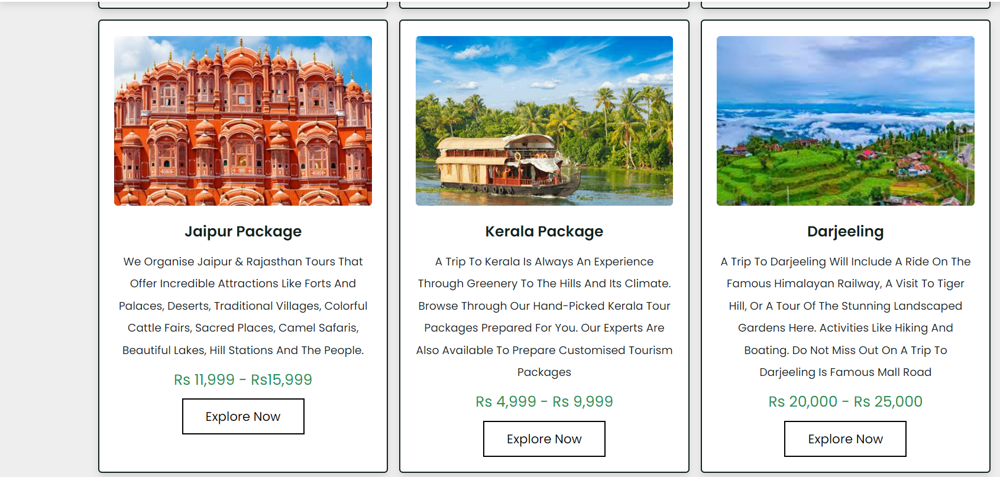 Jaipur Package
We Organise Jaipur & Rajasthan Tours That
Offer Incredible Attractions Like Forts And
Palaces, Deserts, Traditional Villages, Colorful
Cattle Fairs, Sacred Places, Camel Safaris,
Beautiful Lakes, Hill Stations And The People.
Rs 11,999 - Rs15,999
Explore Now
Kerala Package
A Trip To Kerala Is Always An Experience
Through Greenery To The Hills And Its Climate.
Browse Through Our Hand-Picked Kerala Tour
Packages Prepared For You. Our Experts Are
Also Available To Prepare Customised Tourism
Packages
Rs 4,999 - Rs 9,999
Explore Now
Darjeeling
A Trip To Darjeeling Will Include A Ride On The
Famous Himalayan Railway, A Visit To Tiger
Hill, Or A Tour Of The Stunning Landscaped
Gardens Here. Activities Like Hiking And
Boating. Do Not Miss Out On A Trip To
Darjeeling Is Famous Mall Road
Rs 20,000 - Rs 25,000
Explore Now